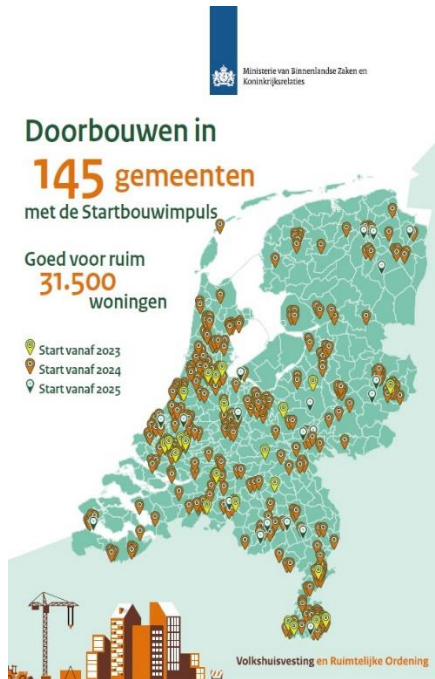 Ministerie van Binnenlandse Zaken en
Koninkrijksrelaties
Doorbouwen in
145 gemeenten
met de Startbouwimpuls
Goed voor ruim
31.500
woningen
Start vanaf 2023
Start vanaf 2024
Start vanaf 2025
Volkshuisvesting en Ruimtelijke Ordening